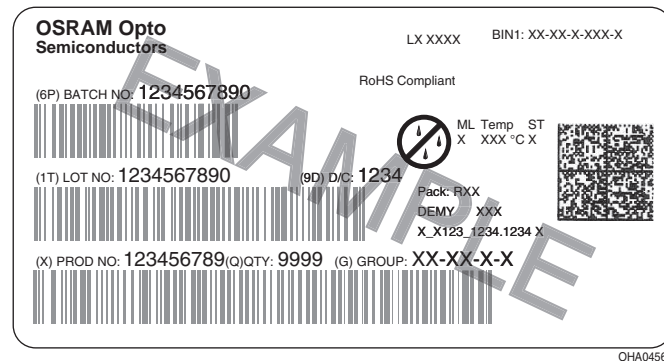 OSRAM Opto
Semiconductors
LX XXXX
BIN1: XX-XX-X-XXX-X
RoHS Compliant
(6P) BATCH NO: 1234567890
ML Temp ST
X XXX °C X
(1T) LOT NO: 1234567890 (9D) D/C: 1234
Pack: RXX
DEMY XXX
X_X123_1234.1234 X
(X) PROD NO: 123456789(Q)QTY: 9999 (G) GROUP: XX-XX-X-X
EXAMPLE
OHA04563